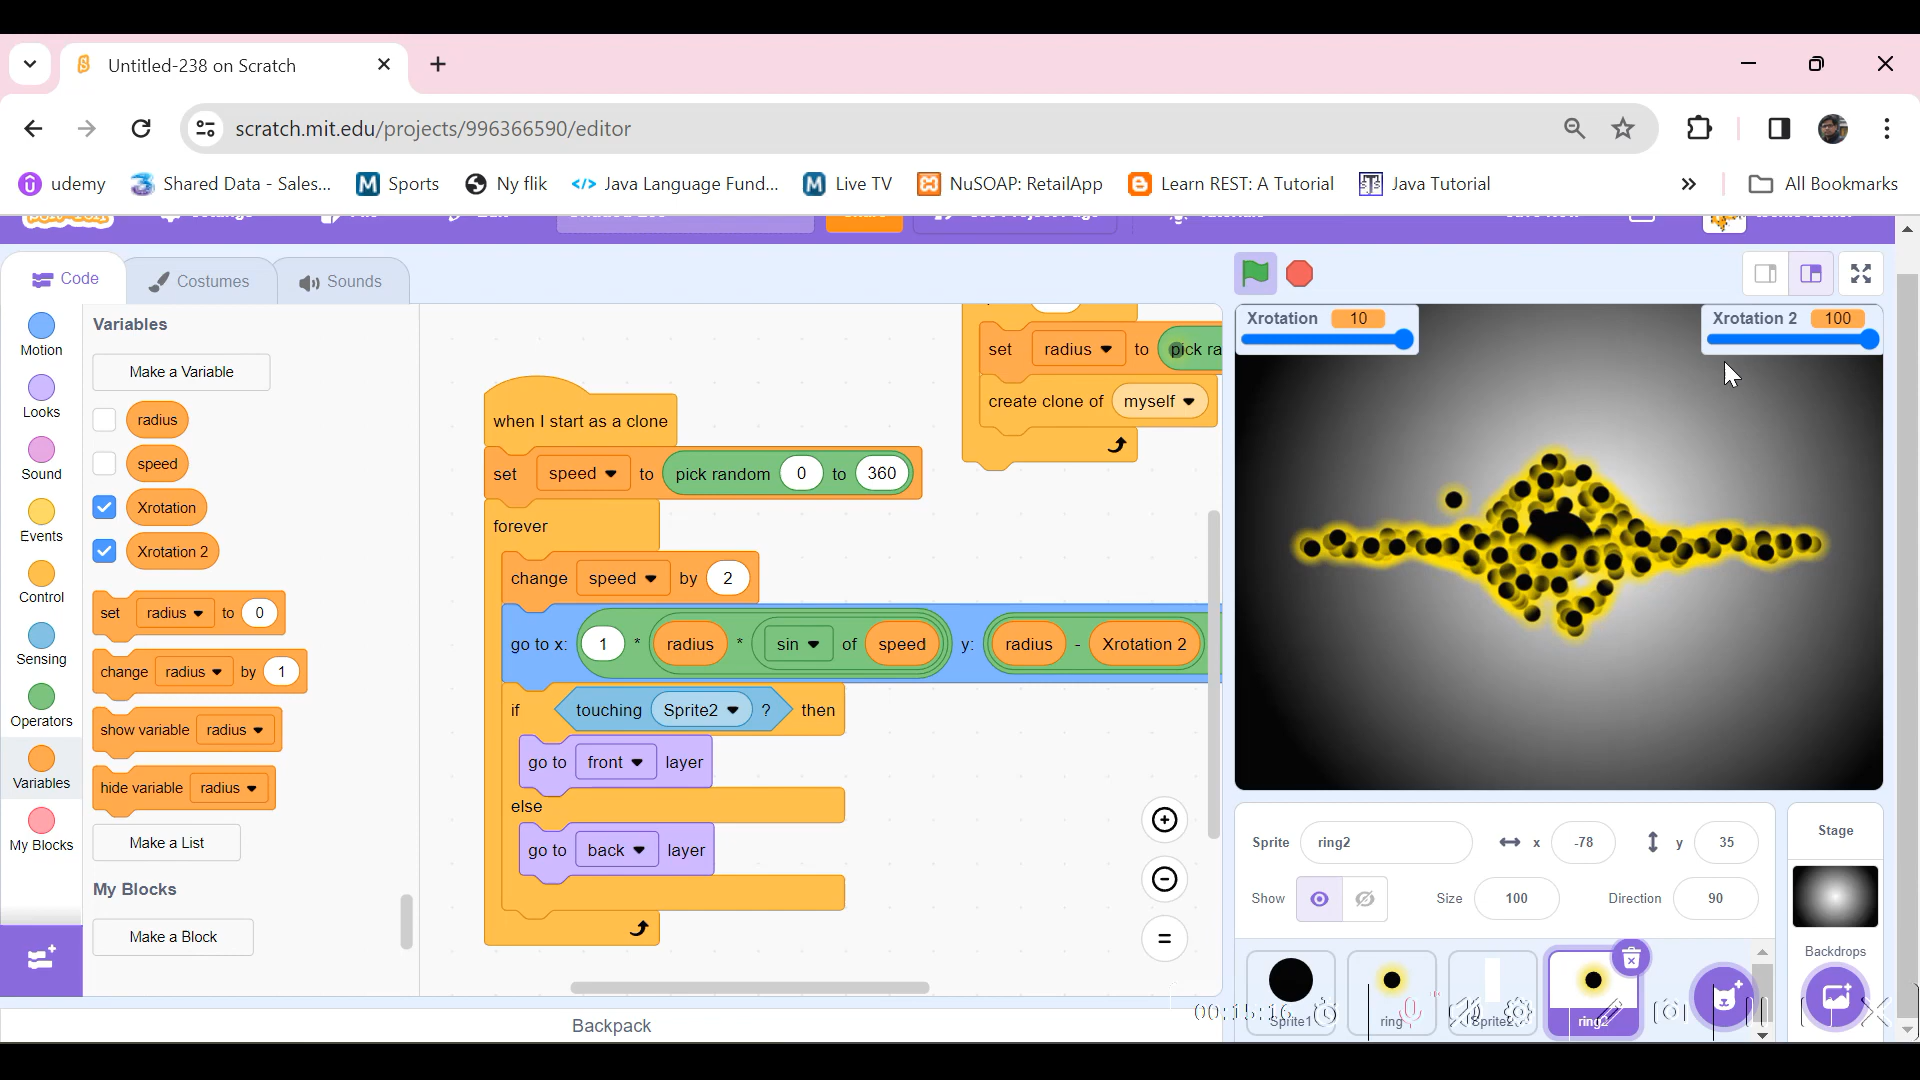 Untitled-238 on Scratch
scratch.mit.edu/projects/996366590/editor
udemy
Shared Data - Sales...
Sports
Ny flik
Java Language Fund...
Live TV
NuSOAP: RetailApp
Learn REST: A Tutorial
Java Tutorial
All Bookmarks
Code
Costumes
Sounds
Motion
Looks
Sound
Events
Control
Sensing
Operators
Variables
My Blocks
Variables
Make a Variable
radius
speed
Xrotation
Xrotation 2
set radius to 0
change radius by 1
show variable radius
hide variable radius
Make a List
My Blocks
Make a Block
set radius to pick ra
create clone of myself
when I start as a clone
set speed to pick random 0 to 360
forever
change speed by 2
go to x: 1 * radius * sin of speed y: radius - Xrotation 2
if touching Sprite2 ? then
go to front layer
else
go to back layer
Backpack
Xrotation 10
Xrotation 2 100
Sprite ring2 x -78 y 35
Show Size 100 Direction 90
Stage
Backdrops
Sprite1
ring
Sprite2
ring2
00:15:16